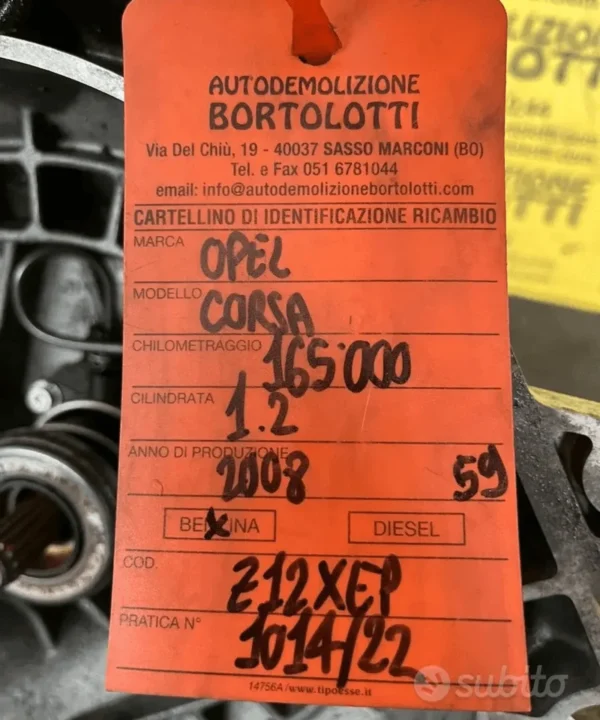 AUTODEMOLIZIONE
BORTOLOTTI
Via Del Chiù, 19 - 40037 SASSO MARCONI (BO)
Tel. e Fax 051 6781044
email: info@autodemolizionebortolotti.com
CARTELLINO DI IDENTIFICAZIONE RICAMBIO
MARCA OPEL
MODELLO CORSA
CHILOMETRAGGIO 165.000
CILINDRATA 1.2
ANNO DI PRODUZIONE
2008 59
BENZINA DIESEL
COD. Z12XEP
PRATICA N° 1014/22
14756A /www.tipoesse.it
subito